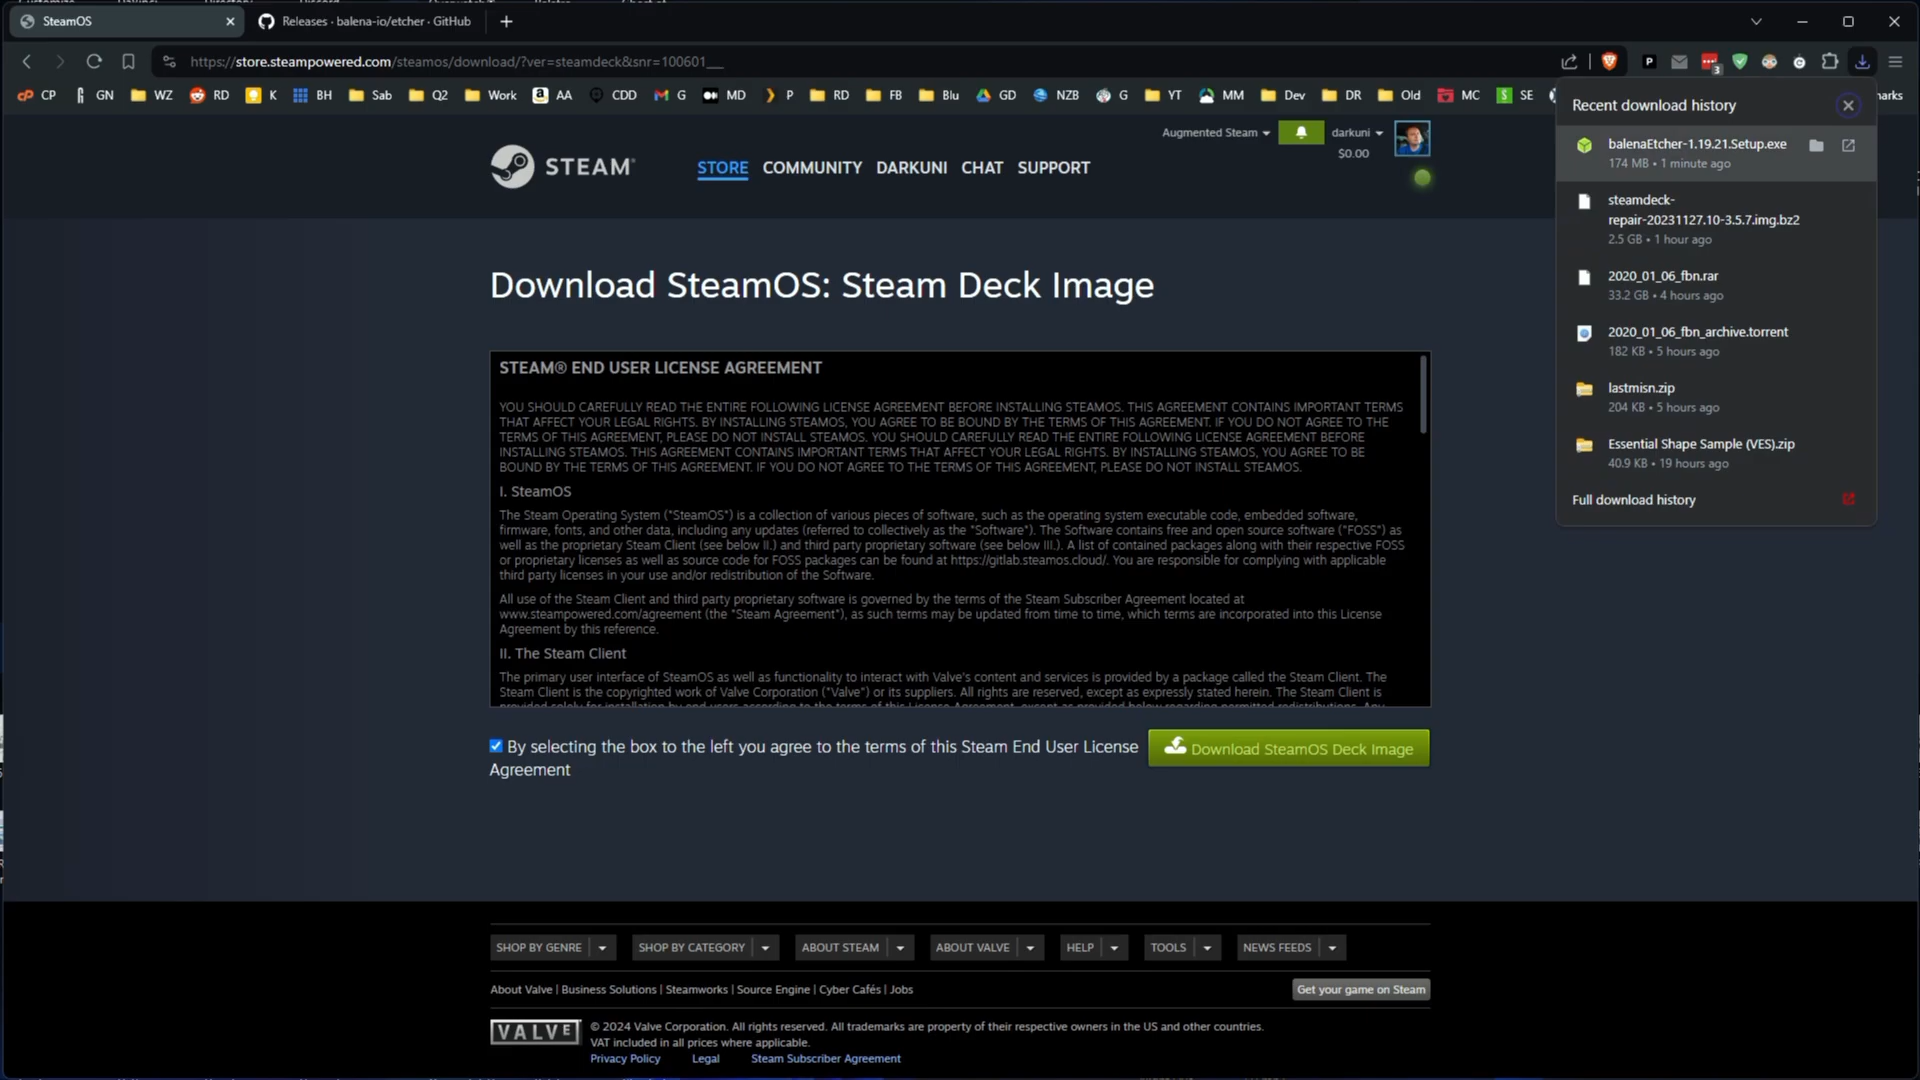 SteamOS
Releases · balena-io/etcher · GitHub
https://store.steampowered.com/steamos/download/?ver=steamdeck&snr=100601___
3
CP
GN
WZ
RD
K
BH
Sab
Q2
Work
AA
CDD
G
MD
P
RD
FB
Blu
GD
NZB
G
YT
MM
Dev
DR
Old
MC
SE
STEAM®
STORE
COMMUNITY
DARKUNI
CHAT
SUPPORT
Augmented Steam
darkuni
$0.00
Recent download history
balenaEtcher-1.19.21.Setup.exe
174 MB • 1 minute ago
steamdeck-
repair-20231127.10-3.5.7.img.bz2
2.5 GB • 1 hour ago
2020_01_06_fbn.rar
33.2 GB • 4 hours ago
2020_01_06_fbn_archive.torrent
182 KB • 5 hours ago
lastmisn.zip
204 KB • 5 hours ago
Essential Shape Sample (VES).zip
40.9 KB • 19 hours ago
Full download history
Download SteamOS: Steam Deck Image
STEAM® END USER LICENSE AGREEMENT
YOU SHOULD CAREFULLY READ THE ENTIRE FOLLOWING LICENSE AGREEMENT BEFORE INSTALLING STEAMOS. THIS AGREEMENT CONTAINS IMPORTANT TERMS
THAT AFFECT YOUR LEGAL RIGHTS. BY INSTALLING STEAMOS, YOU AGREE TO BE BOUND BY THE TERMS OF THIS AGREEMENT. IF YOU DO NOT AGREE TO THE
TERMS OF THIS AGREEMENT, PLEASE DO NOT INSTALL STEAMOS. YOU SHOULD CAREFULLY READ THE ENTIRE FOLLOWING LICENSE AGREEMENT BEFORE
INSTALLING STEAMOS. THIS AGREEMENT CONTAINS IMPORTANT TERMS THAT AFFECT YOUR LEGAL RIGHTS. BY INSTALLING STEAMOS, YOU AGREE TO BE
BOUND BY THE TERMS OF THIS AGREEMENT. IF YOU DO NOT AGREE TO THE TERMS OF THIS AGREEMENT, PLEASE DO NOT INSTALL STEAMOS.
I. SteamOS
The Steam Operating System ("SteamOS") is a collection of various pieces of software, such as the operating system executable code, embedded software,
firmware, fonts, and other data, including any updates (referred to collectively as the "Software"). The Software contains free and open source software ("FOSS") as
well as the proprietary Steam Client (see below II.) and third party proprietary software (see below III.). A list of contained packages along with their respective FOSS
or proprietary licenses as well as source code for FOSS packages can be found at https://gitlab.steamos.cloud/. You are responsible for complying with applicable
third party licenses in your use and/or redistribution of the Software.
All use of the Steam Client and third party proprietary software is governed by the terms of the Steam Subscriber Agreement located at
www.steampowered.com/agreement (the "Steam Agreement"), as such terms may be updated from time to time, which terms are incorporated into this License
Agreement by this reference.
II. The Steam Client
The primary user interface of SteamOS as well as functionality to interact with Valve's content and services is provided by a package called the Steam Client. The
Steam Client is the copyrighted work of Valve Corporation ("Valve") or its suppliers. All rights are reserved, except as expressly stated herein. The Steam Client is
provided solely for installation by end users according to the terms of this License Agreement, except as provided below regarding permitted redistributions. Any
By selecting the box to the left you agree to the terms of this Steam End User License
Agreement
Download SteamOS Deck Image
SHOP BY GENRE
SHOP BY CATEGORY
ABOUT STEAM
ABOUT VALVE
HELP
TOOLS
NEWS FEEDS
About Valve | Business Solutions | Steamworks | Source Engine | Cyber Cafés | Jobs
Get your game on Steam
VALVE
© 2024 Valve Corporation. All rights reserved. All trademarks are property of their respective owners in the US and other countries.
VAT included in all prices where applicable.
Privacy Policy
Legal
Steam Subscriber Agreement